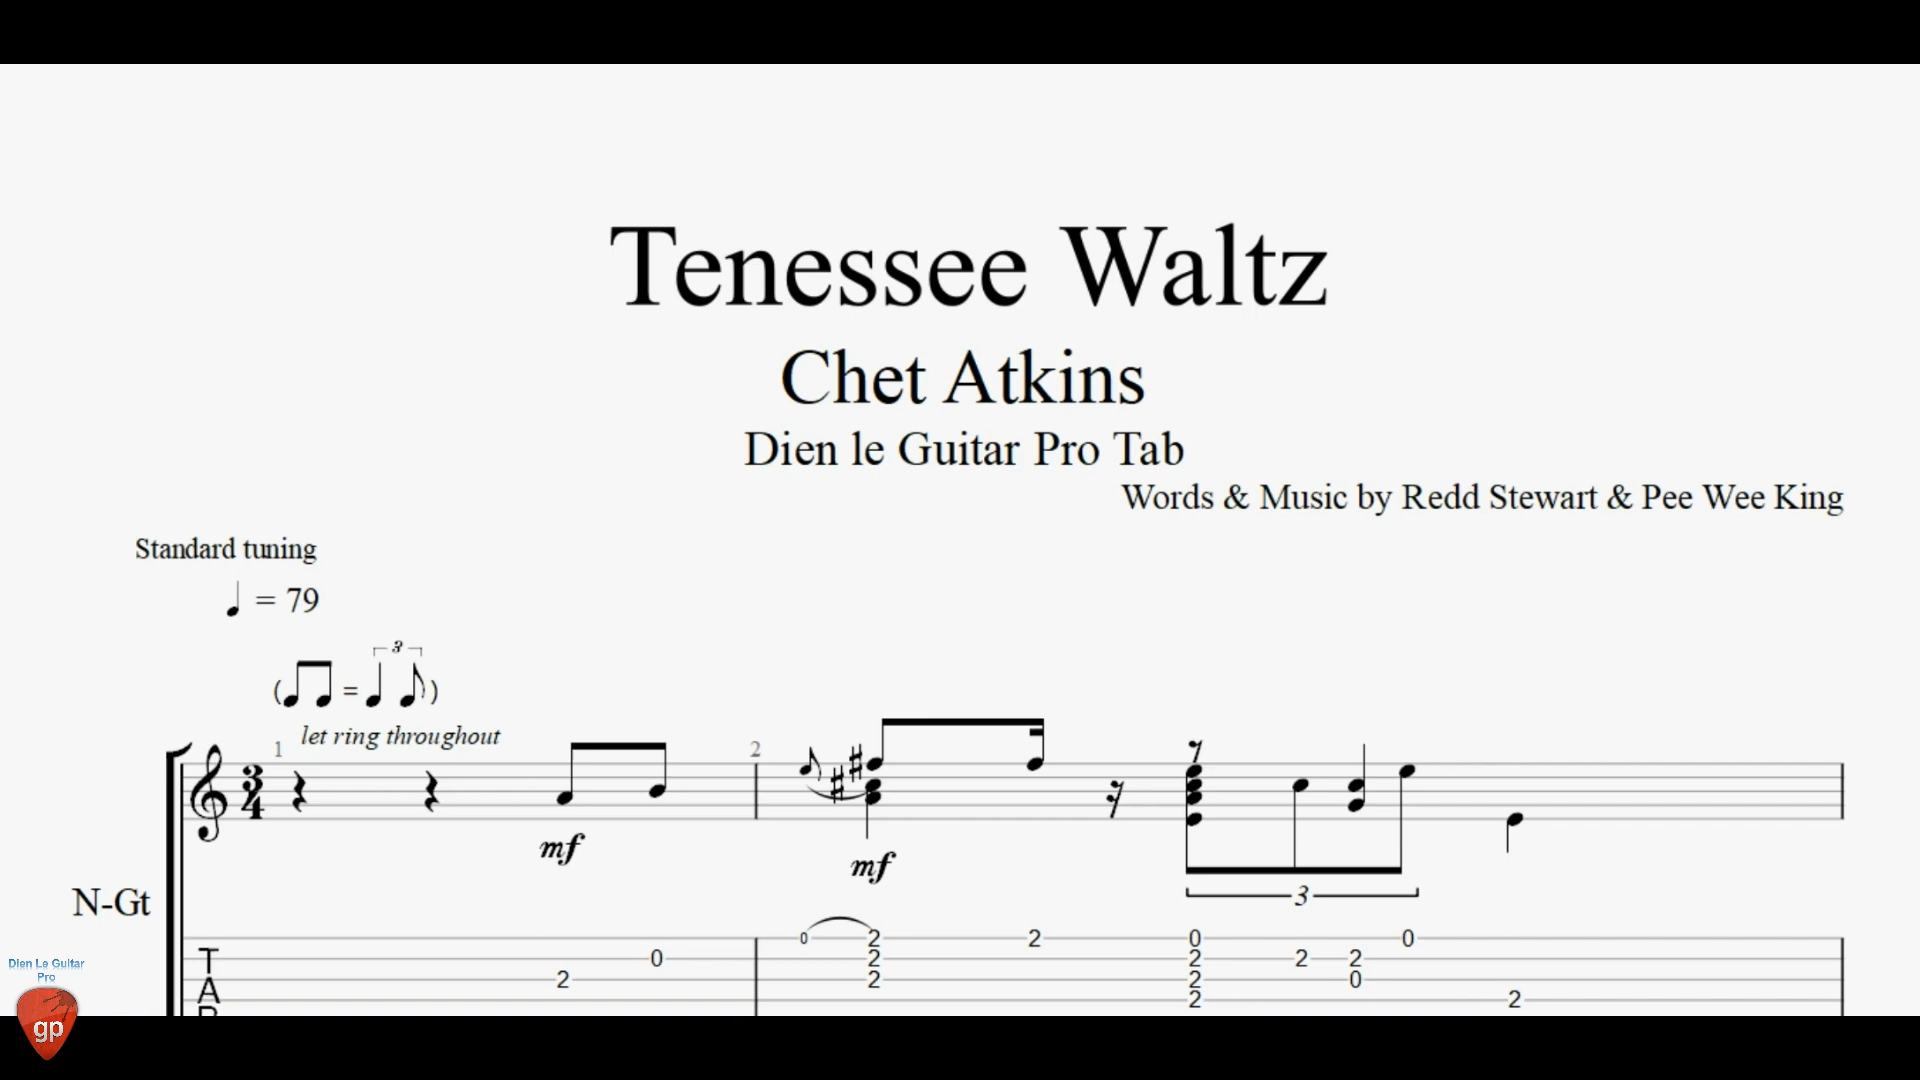 Tenessee Waltz
Chet Atkins
Dien le Guitar Pro Tab
Words & Music by Redd Stewart & Pee Wee King
Standard tuning
= 79
3
( = )
let ring throughout
1 2
3
4
mf mf
3
N-Gt
0 2 2 0 0
T 0 2 2 2 2
A 2 2 2 0
2 2
Dien Le Guitar
Pro
gp